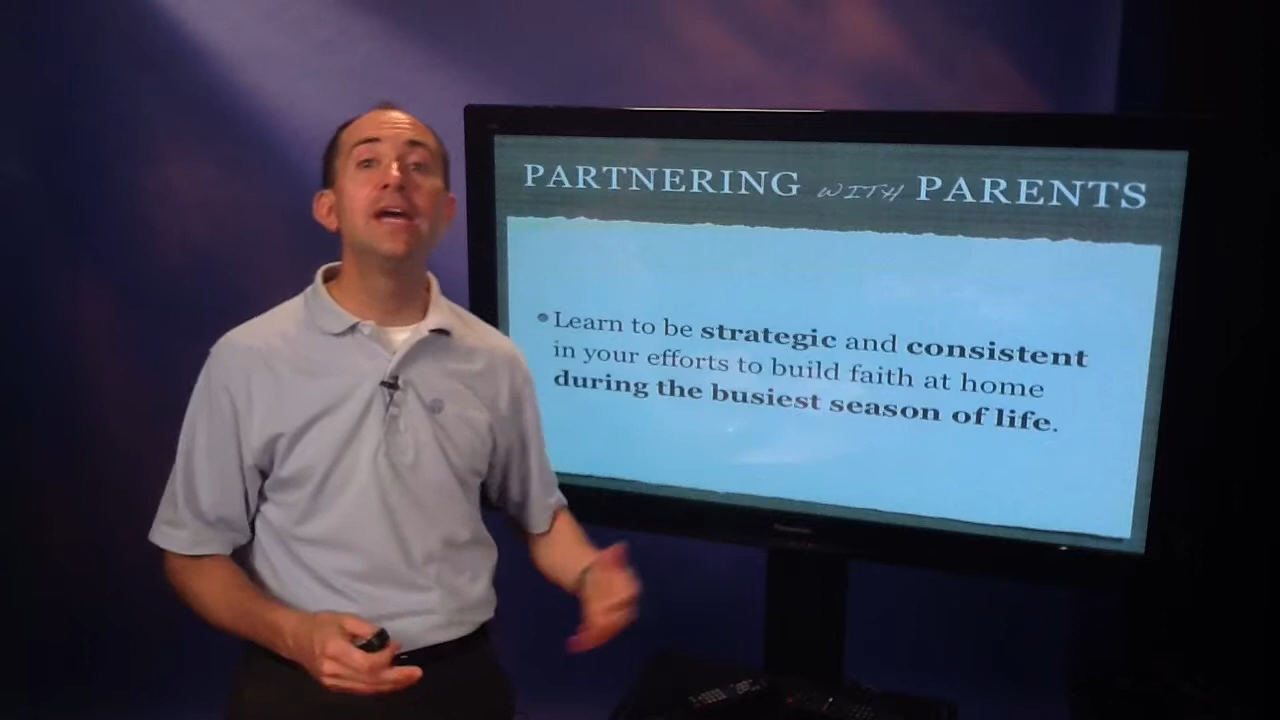 PARTNERING WITH PARENTS
• Learn to be strategic and consistent
in your efforts to build faith at home
during the busiest season of life.